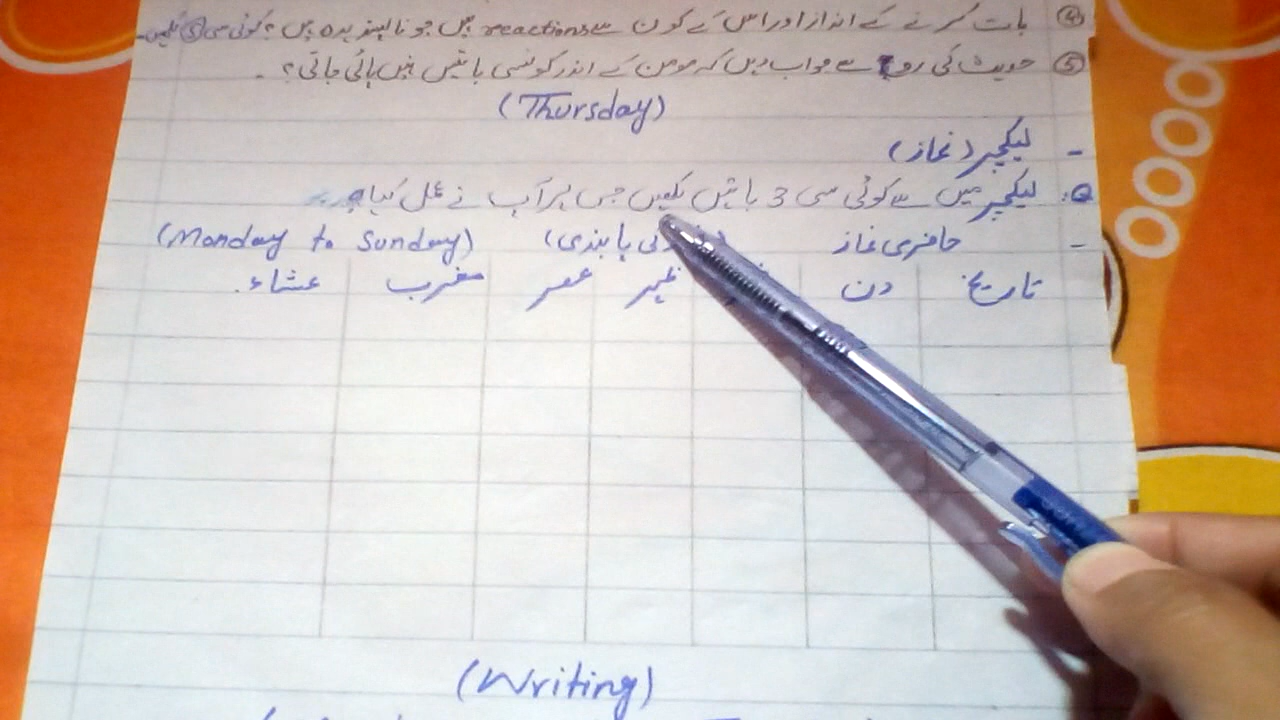 ④ بات کرنے کے انداز اور اس کے کون سے reactions ہیں جو ناپسندیدہ ہیں؟ کوئی سی ⑤ لکھیں۔
⑤ حدیث کی رو سے جواب دیں کہ مومن کے اندر کونسی باتیں نہیں پائی جاتی؟
(Thursday)
- لیکچر (نماز)
Q: لیکچر میں سے کوئی سی 3 باتیں لکھیں جس پر آپ نے عمل کیا
- حاضری نماز پابندی) (Monday to Sunday)
تاریخ دن ظہر عصر مغرب عشاء
(Writing)